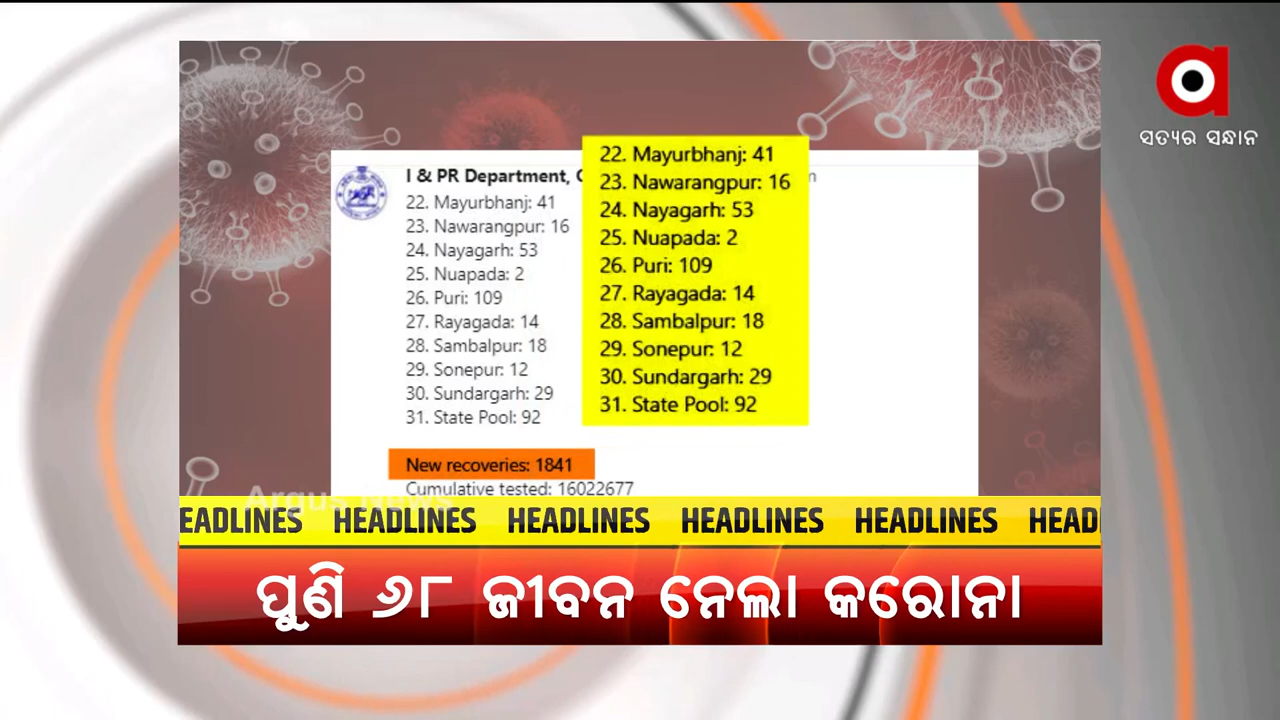 ସତ୍ୟର ସନ୍ଧାନ
I & PR Department,
22. Mayurbhanj: 41
23. Nawarangpur: 16
24. Nayagarh: 53
25. Nuapada: 2
26. Puri: 109
27. Rayagada: 14
28. Sambalpur: 18
29. Sonepur: 12
30. Sundargarh: 29
31. State Pool: 92
22. Mayurbhanj: 41
23. Nawarangpur: 16
24. Nayagarh: 53
25. Nuapada: 2
26. Puri: 109
27. Rayagada: 14
28. Sambalpur: 18
29. Sonepur: 12
30. Sundargarh: 29
31. State Pool: 92
New recoveries: 1841
Cumulative tested: 16022677
Argus News
EADLINES HEADLINES HEADLINES HEADLINES HEADLINES HEAD
ପୁଣି ୬୮ ଜୀବନ ନେଲା କରୋନା